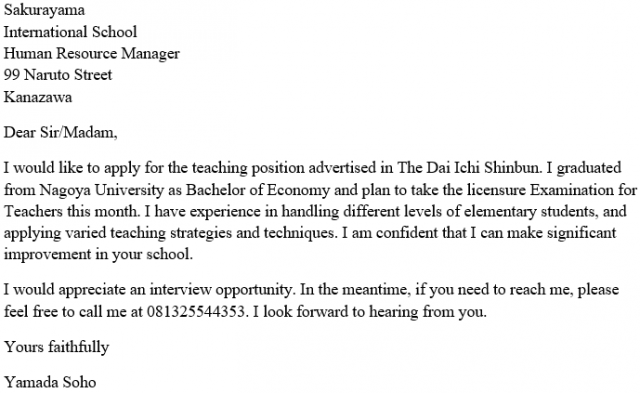 Sakurayama
International School
Human Resource Manager
99 Naruto Street
Kanazawa
Dear Sir/Madam,
I would like to apply for the teaching position advertised in The Dai Ichi Shinbun. I graduated
from Nagoya University as Bachelor of Economy and plan to take the licensure Examination for
Teachers this month. I have experience in handling different levels of elementary students, and
applying varied teaching strategies and techniques. I am confident that I can make significant
improvement in your school.
I would appreciate an interview opportunity. In the meantime, if you need to reach me, please
feel free to call me at 081325544353. I look forward to hearing from you.
Yours faithfully
Yamada Soho